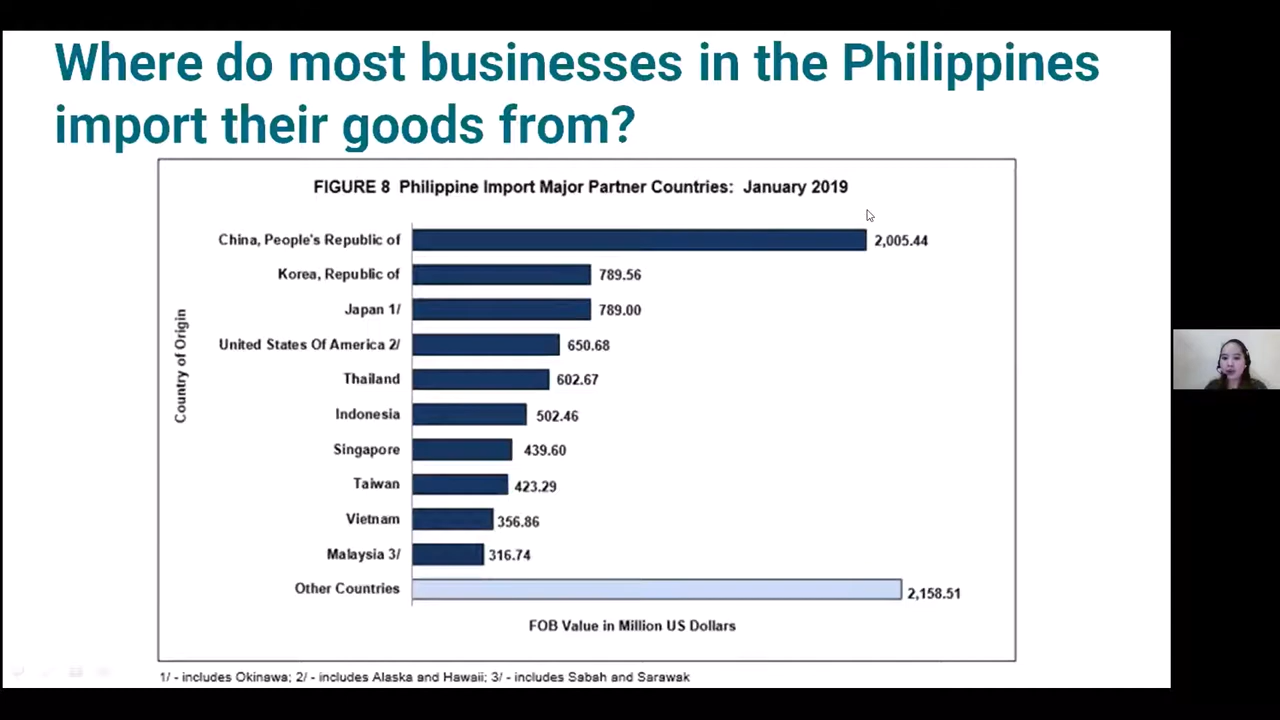 Where do most businesses in the Philippines
import their goods from?
FIGURE 8 Philippine Import Major Partner Countries: January 2019
Country of Origin
China, People's Republic of 2,005.44
Korea, Republic of 789.56
Japan 1/ 789.00
United States Of America 2/ 650.68
Thailand 602.67
Indonesia 502.46
Singapore 439.60
Taiwan 423.29
Vietnam 356.86
Malaysia 3/ 316.74
Other Countries 2,158.51
FOB Value in Million US Dollars
1/ - includes Okinawa; 2/ - includes Alaska and Hawaii; 3/ - includes Sabah and Sarawak